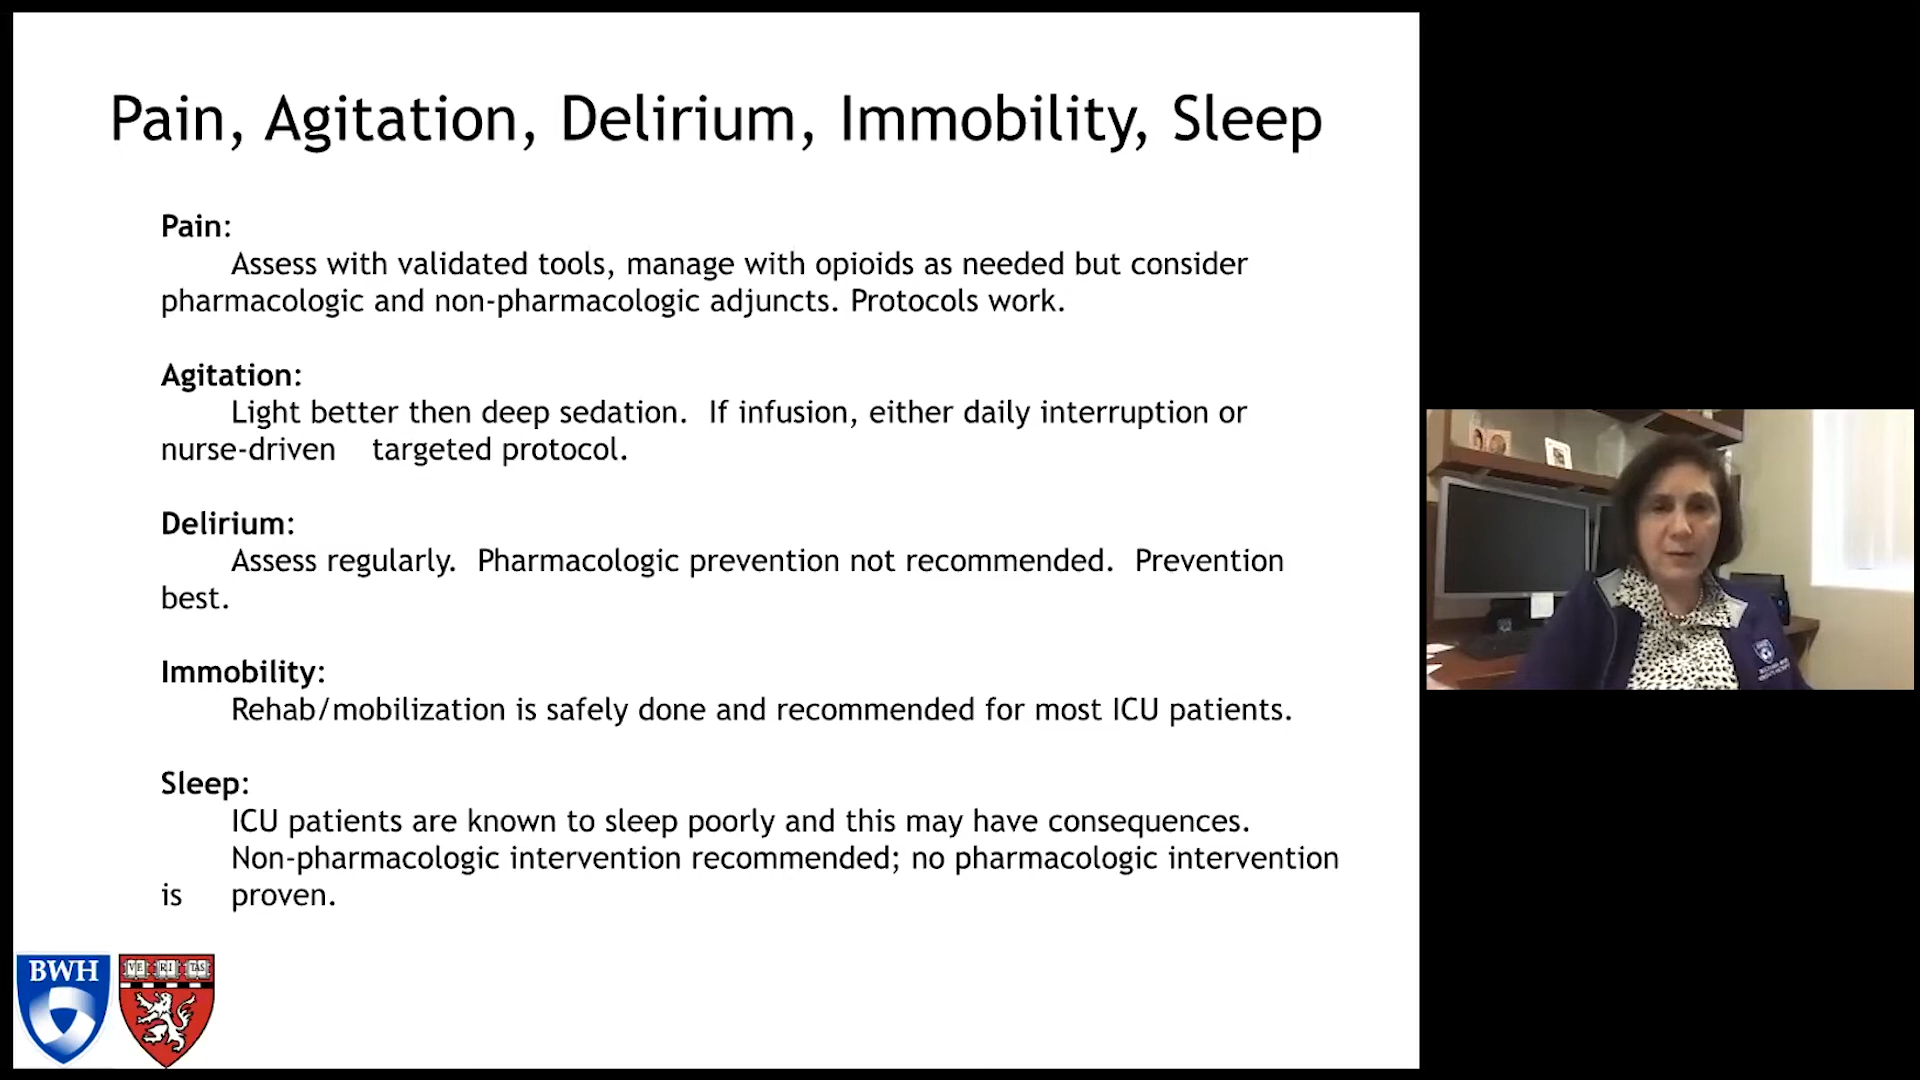 Pain, Agitation, Delirium, Immobility, Sleep
Pain:
Assess with validated tools, manage with opioids as needed but consider
pharmacologic and non-pharmacologic adjuncts. Protocols work.
Agitation:
Light better then deep sedation. If infusion, either daily interruption or
nurse-driven targeted protocol.
Delirium:
Assess regularly. Pharmacologic prevention not recommended. Prevention
best.
Immobility:
Rehab/mobilization is safely done and recommended for most ICU patients.
Sleep:
ICU patients are known to sleep poorly and this may have consequences.
Non-pharmacologic intervention recommended; no pharmacologic intervention
is proven.
BWH
VE RI TAS